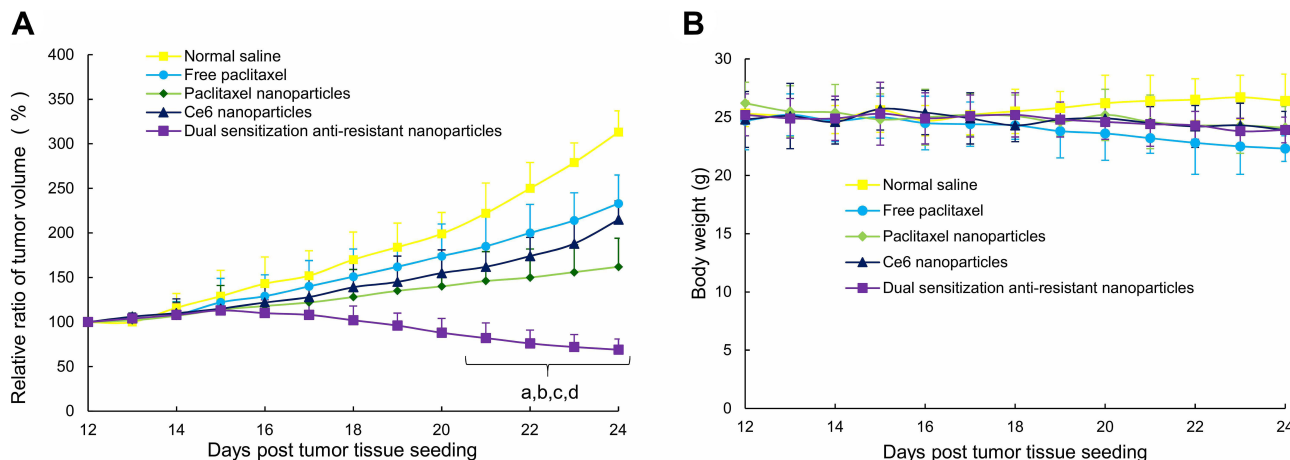 A
Relative ratio of tumor volume ( % )
400
350
300
250
200
150
100
50
0
Normal saline
Free paclitaxel
Paclitaxel nanoparticles
Ce6 nanoparticles
Dual sensitization anti-resistant nanoparticles
a,b,c,d
12 14 16 18 20 22 24
Days post tumor tissue seeding
B
Body weight (g)
30
25
20
15
10
5
0
Normal saline
Free paclitaxel
Paclitaxel nanoparticles
Ce6 nanoparticles
Dual sensitization anti-resistant nanoparticles
12 14 16 18 20 22 24
Days post tumor tissue seeding